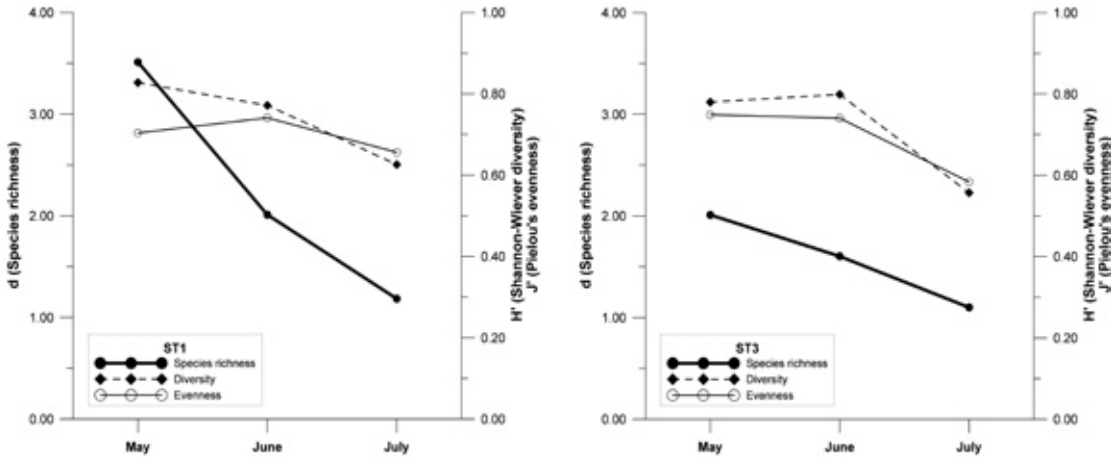 4.00
3.00
2.00
1.00
0.00
d (Species richness)
1.00
0.80
0.60
0.40
0.20
0.00
H' (Shannon-Wiever diversity)
J' (Pielou's evenness)
ST1
Species richness
Diversity
Evenness
May
June
July
4.00
3.00
2.00
1.00
0.00
d (Species richness)
1.00
0.80
0.60
0.40
0.20
0.00
H' (Shannon-Wiever diversity)
J' (Pielou's evenness)
ST3
Species richness
Diversity
Evenness
May
June
July